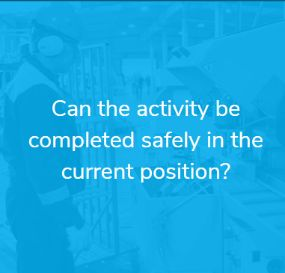 Can the activity be
completed safely in the
current position?